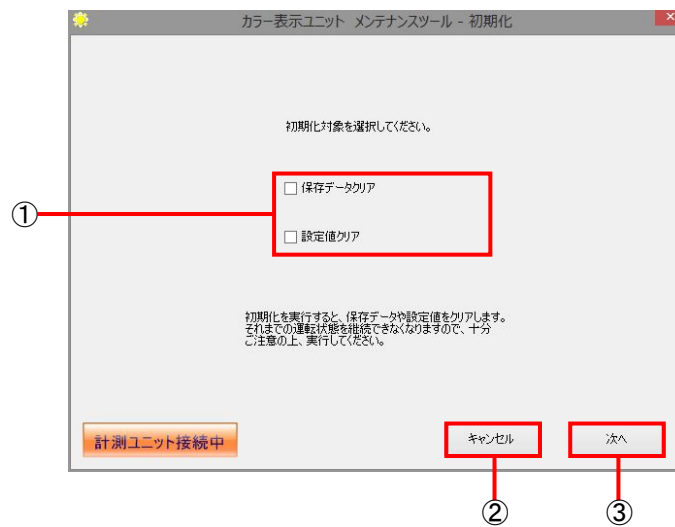 カラー表示ユニット メンテナンスツール - 初期化
初期化対象を選択してください。
①
保存データクリア
設定値クリア
初期化を実行すると、保存データや設定値をクリアします。
それまでの運転状態を継続できなくなりますので、十分
ご注意の上、実行してください。
計測ユニット接続中
キャンセル
次へ
②
③